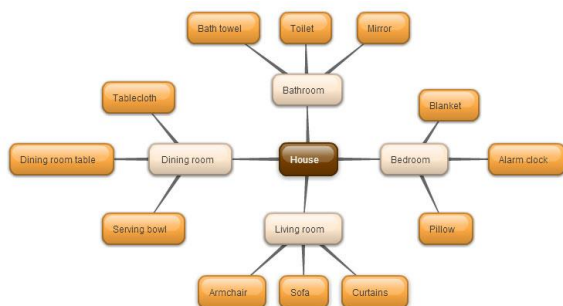 Bath towel
Toilet
Mirror
Bathroom
Tablecloth
Blanket
Dining room table
Dining room
House
Bedroom
Alarm clock
Serving bowl
Living room
Pillow
Armchair
Sofa
Curtains